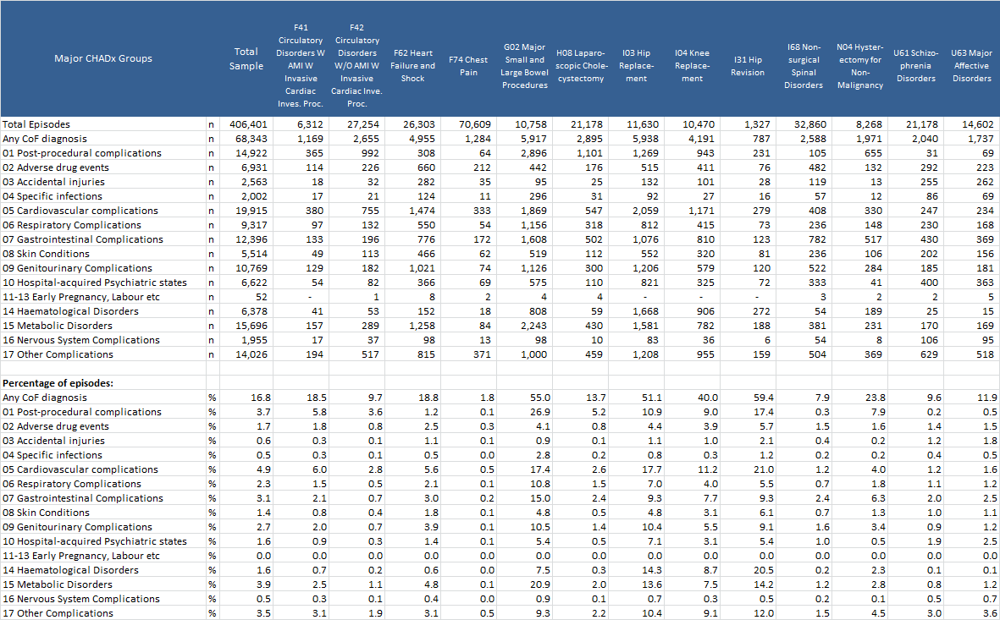 Major CHADx Groups Total Sample F41 Circulatory Disorders W AMI W Invasive Cardiac Inves. Proc. F42 Circulatory Disorders W/O AMI W Invasive Cardiac Inve. Proc. F62 Heart Failure and Shock F74 Chest Pain G02 Major Small and Large Bowel Procedures H08 Laparo-scopic Chole-cystectomy I03 Hip Replace-ment I04 Knee Replace-ment I31 Hip Revision I68 Non-surgical Spinal Disorders N04 Hyster-ectomy for Non-Malignancy U61 Schizo-phrenia Disorders U63 Major Affective Disorders
Total Episodes n 406,401 6,312 27,254 26,303 70,609 10,758 21,178 11,630 10,470 1,327 32,860 8,268 21,178 14,602
Any CoF diagnosis n 68,343 1,169 2,655 4,955 1,284 5,917 2,895 5,938 4,191 787 2,588 1,971 2,040 1,737
01 Post-procedural complications n 14,922 365 992 308 64 2,896 1,101 1,269 943 231 105 655 31 69
02 Adverse drug events n 6,931 114 226 660 212 442 176 515 411 76 482 132 292 223
03 Accidental injuries n 2,563 18 32 282 35 95 25 132 101 28 119 13 255 262
04 Specific infections n 2,002 17 21 124 11 296 31 92 27 16 57 12 86 69
05 Cardiovascular complications n 19,915 380 755 1,474 333 1,869 547 2,059 1,171 279 408 330 247 234
06 Respiratory Complications n 9,317 97 132 550 54 1,156 318 812 415 73 236 148 230 168
07 Gastrointestinal Complications n 12,396 133 196 776 172 1,608 502 1,076 810 123 782 517 430 369
08 Skin Conditions n 5,514 49 113 466 62 519 112 552 320 81 236 106 202 156
09 Genitourinary Complications n 10,769 129 182 1,021 74 1,126 300 1,206 579 120 522 284 185 181
10 Hospital-acquired Psychiatric states n 6,622 54 82 366 69 575 110 821 325 72 333 41 400 363
11-13 Early Pregnancy, Labour etc n 52 - 1 8 2 4 4 - - - 3 2 2 5
14 Haematological Disorders n 6,378 41 53 152 18 808 59 1,668 906 272 54 189 25 15
15 Metabolic Disorders n 15,696 157 289 1,258 84 2,243 430 1,581 782 188 381 231 170 169
16 Nervous System Complications n 1,955 17 37 98 13 98 10 83 36 6 54 8 106 95
17 Other Complications n 14,026 194 517 815 371 1,000 459 1,208 955 159 504 369 629 518
Percentage of episodes:
Any CoF diagnosis % 16.8 18.5 9.7 18.8 1.8 55.0 13.7 51.1 40.0 59.4 7.9 23.8 9.6 11.9
01 Post-procedural complications % 3.7 5.8 3.6 1.2 0.1 26.9 5.2 10.9 9.0 17.4 0.3 7.9 0.2 0.5
02 Adverse drug events % 1.7 1.8 0.8 2.5 0.3 4.1 0.8 4.4 3.9 5.7 1.5 1.6 1.4 1.5
03 Accidental injuries % 0.6 0.3 0.1 1.1 0.1 0.9 0.1 1.1 1.0 2.1 0.4 0.2 1.2 1.8
04 Specific infections % 0.5 0.3 0.1 0.5 0.0 2.8 0.2 0.8 0.3 1.2 0.2 0.2 0.4 0.5
05 Cardiovascular complications % 4.9 6.0 2.8 5.6 0.5 17.4 2.6 17.7 11.2 21.0 1.2 4.0 1.2 1.6
06 Respiratory Complications % 2.3 1.5 0.5 2.1 0.1 10.8 1.5 7.0 4.0 5.5 0.7 1.8 1.1 1.2
07 Gastrointestinal Complications % 3.1 2.1 0.7 3.0 0.2 15.0 2.4 9.3 7.7 9.3 2.4 6.3 2.0 2.5
08 Skin Conditions % 1.4 0.8 0.4 1.8 0.1 4.8 0.5 4.8 3.1 6.1 0.7 1.3 1.0 1.1
09 Genitourinary Complications % 2.7 2.0 0.7 3.9 0.1 10.5 1.4 10.4 5.5 9.1 1.6 3.4 0.9 1.2
10 Hospital-acquired Psychiatric states % 1.6 0.9 0.3 1.4 0.1 5.4 0.5 7.1 3.1 5.4 1.0 0.5 1.9 2.5
11-13 Early Pregnancy, Labour etc % 0.0 0.0 0.0 0.0 0.0 0.0 0.0 0.0 0.0 0.0 0.0 0.0 0.0 0.0
14 Haematological Disorders % 1.6 0.7 0.2 0.6 0.0 7.5 0.3 14.3 8.7 20.5 0.2 2.3 0.1 0.1
15 Metabolic Disorders % 3.9 2.5 1.1 4.8 0.1 20.9 2.0 13.6 7.5 14.2 1.2 2.8 0.8 1.2
16 Nervous System Complications % 0.5 0.3 0.1 0.4 0.0 0.9 0.1 0.7 0.3 0.5 0.2 0.1 0.5 0.7
17 Other Complications % 3.5 3.1 1.9 3.1 0.5 9.3 2.2 10.4 9.1 12.0 1.5 4.5 3.0 3.6